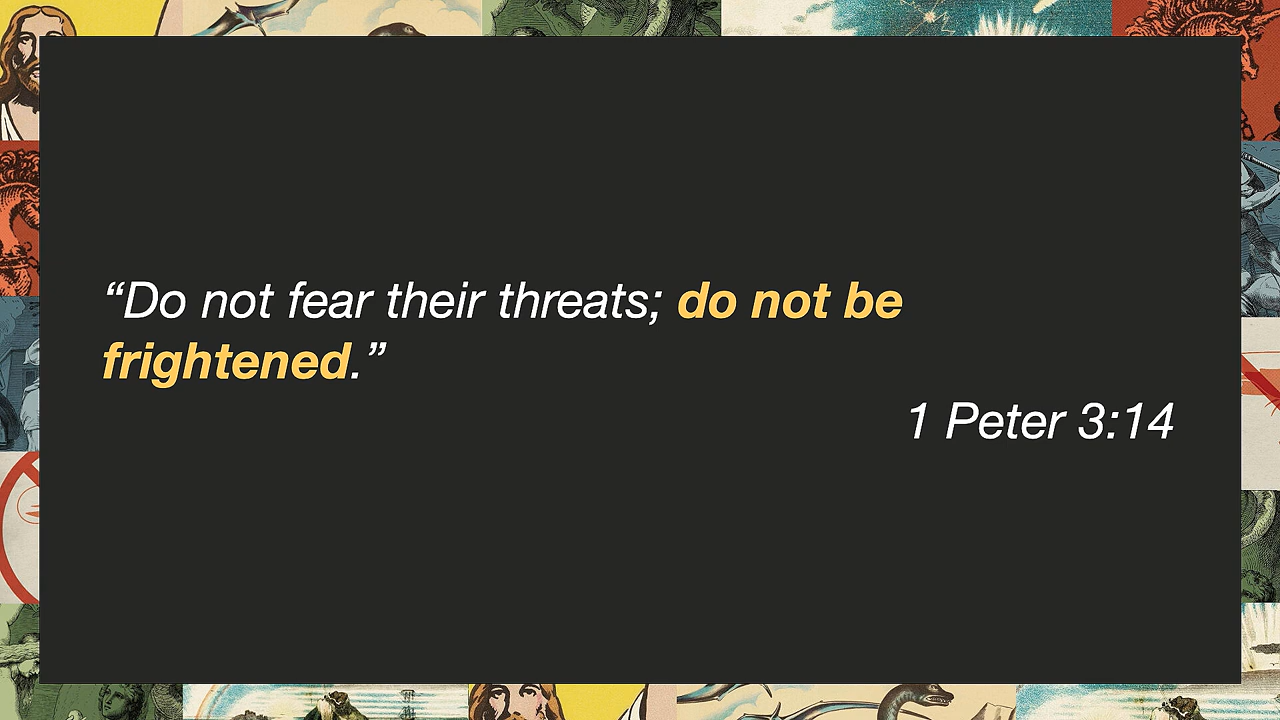 “Do not fear their threats; do not be
frightened.”
1 Peter 3:14